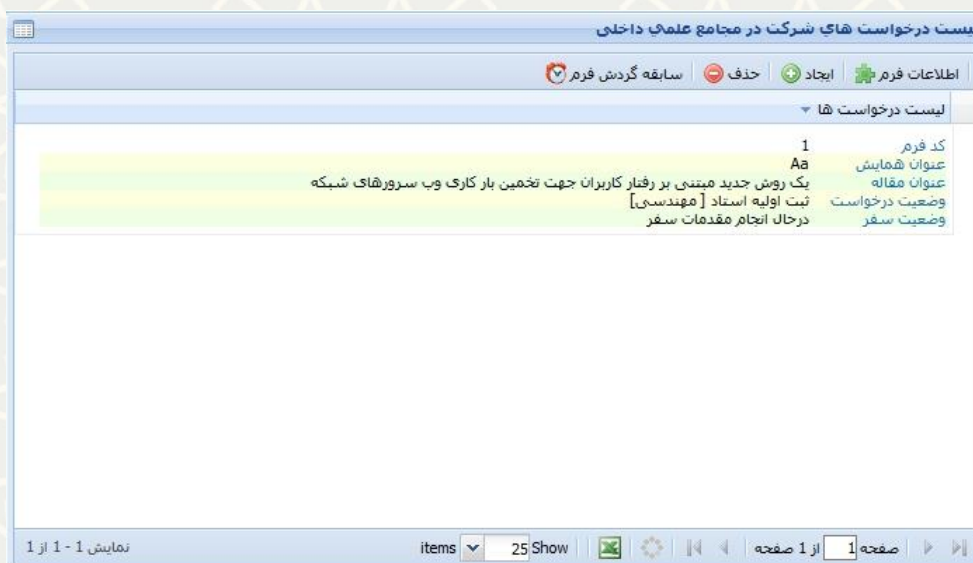 لیست درخواست های شرکت در مجامع علمی داخلی
اطلاعات فرم ایجاد حذف سابقه گردش فرم
لیست درخواست ها
کد فرم 1
عنوان همایش Aa
عنوان مقاله یک روش جدید مبتنی بر رفتار کاربران جهت تخمین بار کاری وب سرورهای شبکه
وضعیت درخواست ثبت اولیه استاد [مهندسی]
وضعیت سفر درحال انجام مقدمات سفر
صفحه 1 از 1 صفحه Show 25 items نمایش 1 - 1 از 1